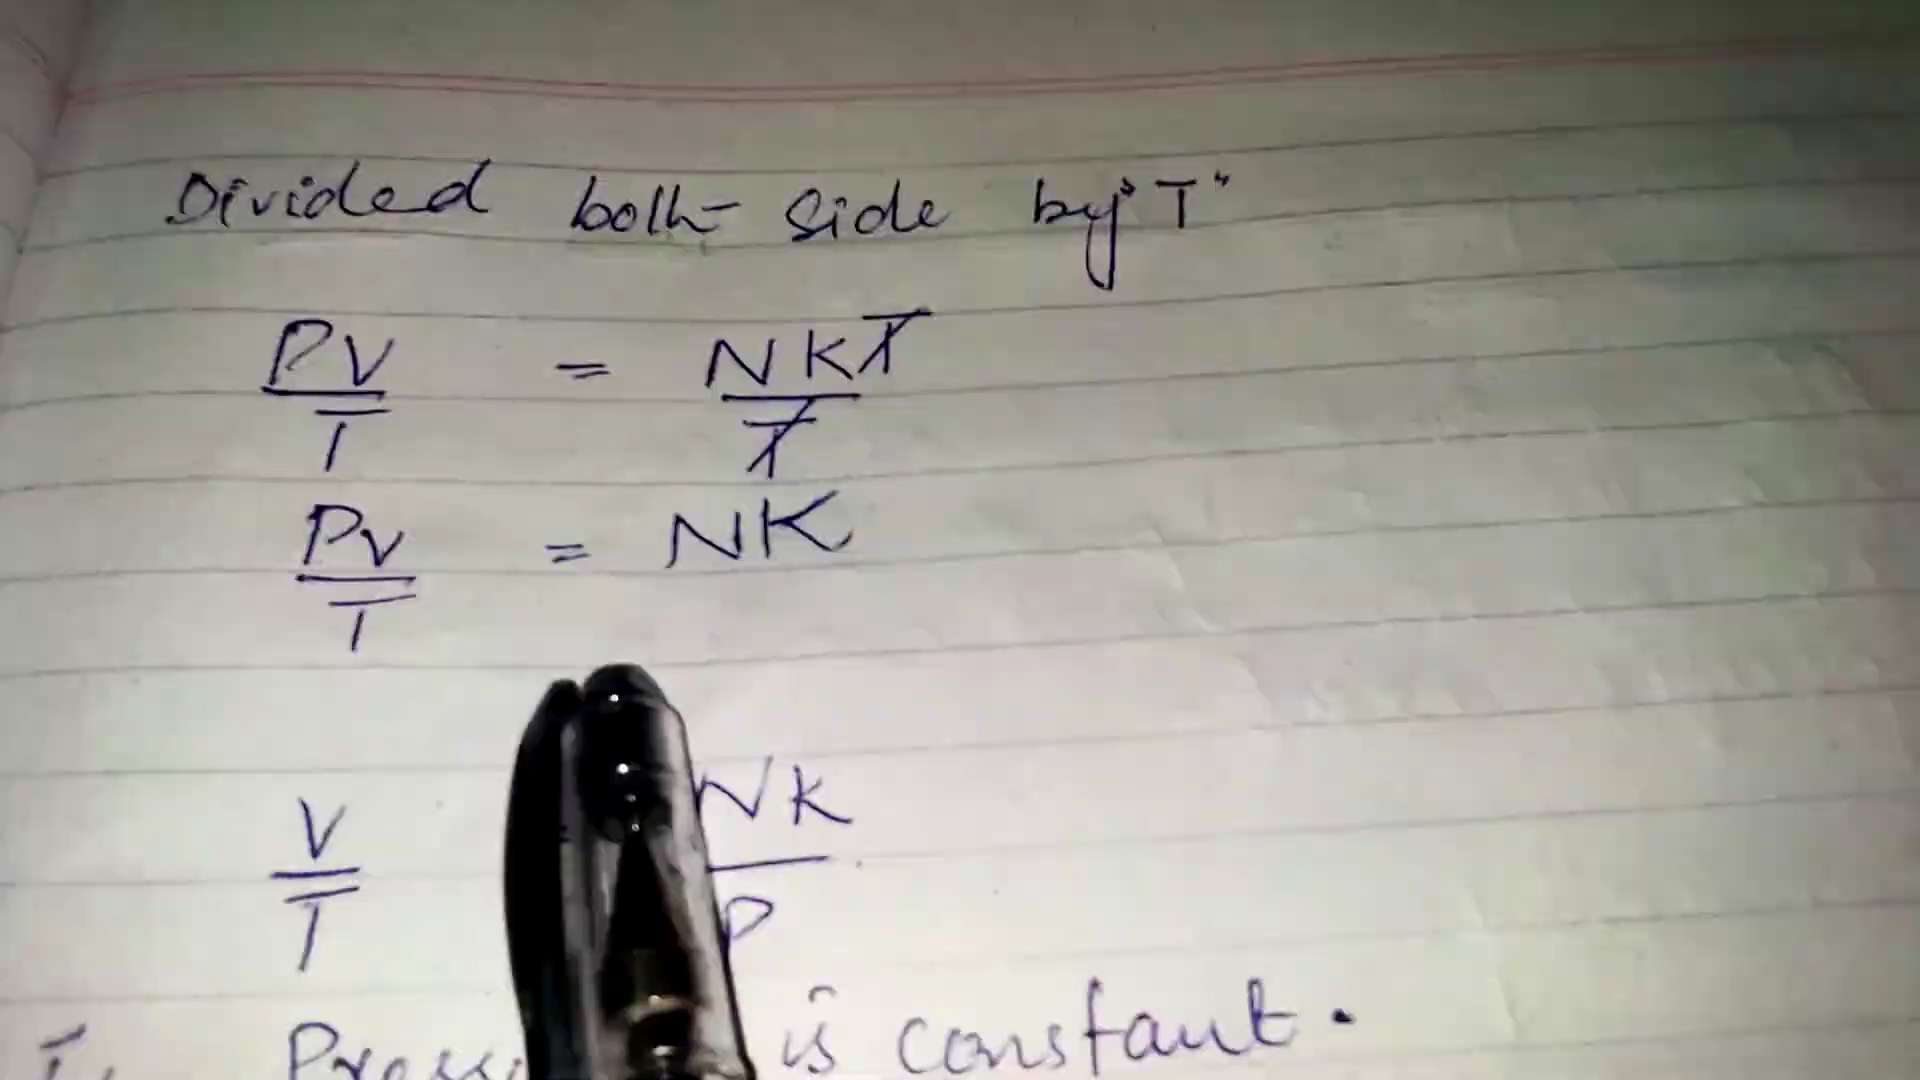 Divided both side by "T"
PV/T = NKT/T
PV/T = NK
V/T NK/P
is constant.